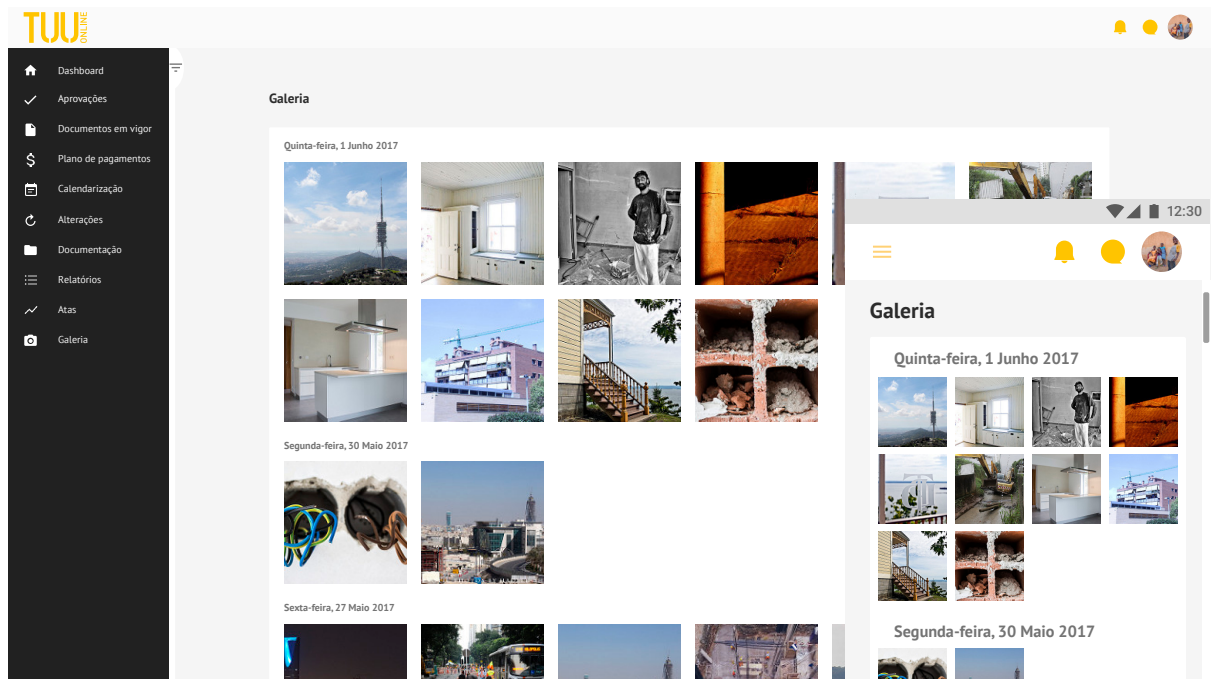 TUU ONLINE
Dashboard
Aprovações
Documentos em vigor
Plano de pagamentos
Calendarização
Alterações
Documentação
Relatórios
Atas
Galeria
Galeria
Quinta-feira, 1 Junho 2017
Segunda-feira, 30 Maio 2017
Sexta-feira, 27 Maio 2017
12:30
Galeria
Quinta-feira, 1 Junho 2017
Segunda-feira, 30 Maio 2017